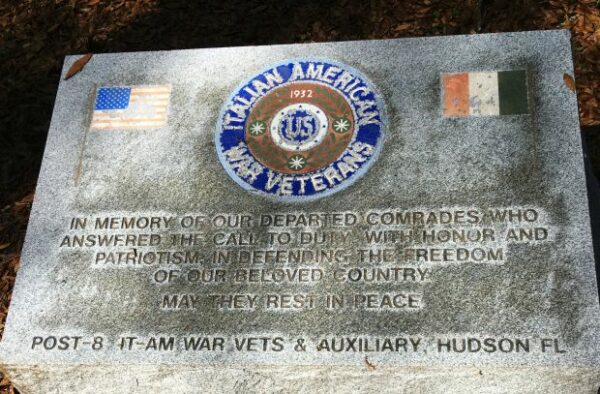 ITALIAN AMERICAN
1932
US
WAR VETERANS
IN MEMORY OF OUR DEPARTED COMRADES, WHO
ANSWERED THE CALL TO DUTY, WITH HONOR AND
PATRIOTISM, IN DEFENDING THE FREEDOM
OF OUR BELOVED COUNTRY
MAY THEY REST IN PEACE
POST-8 IT-AM WAR VETS & AUXILIARY, HUDSON FL